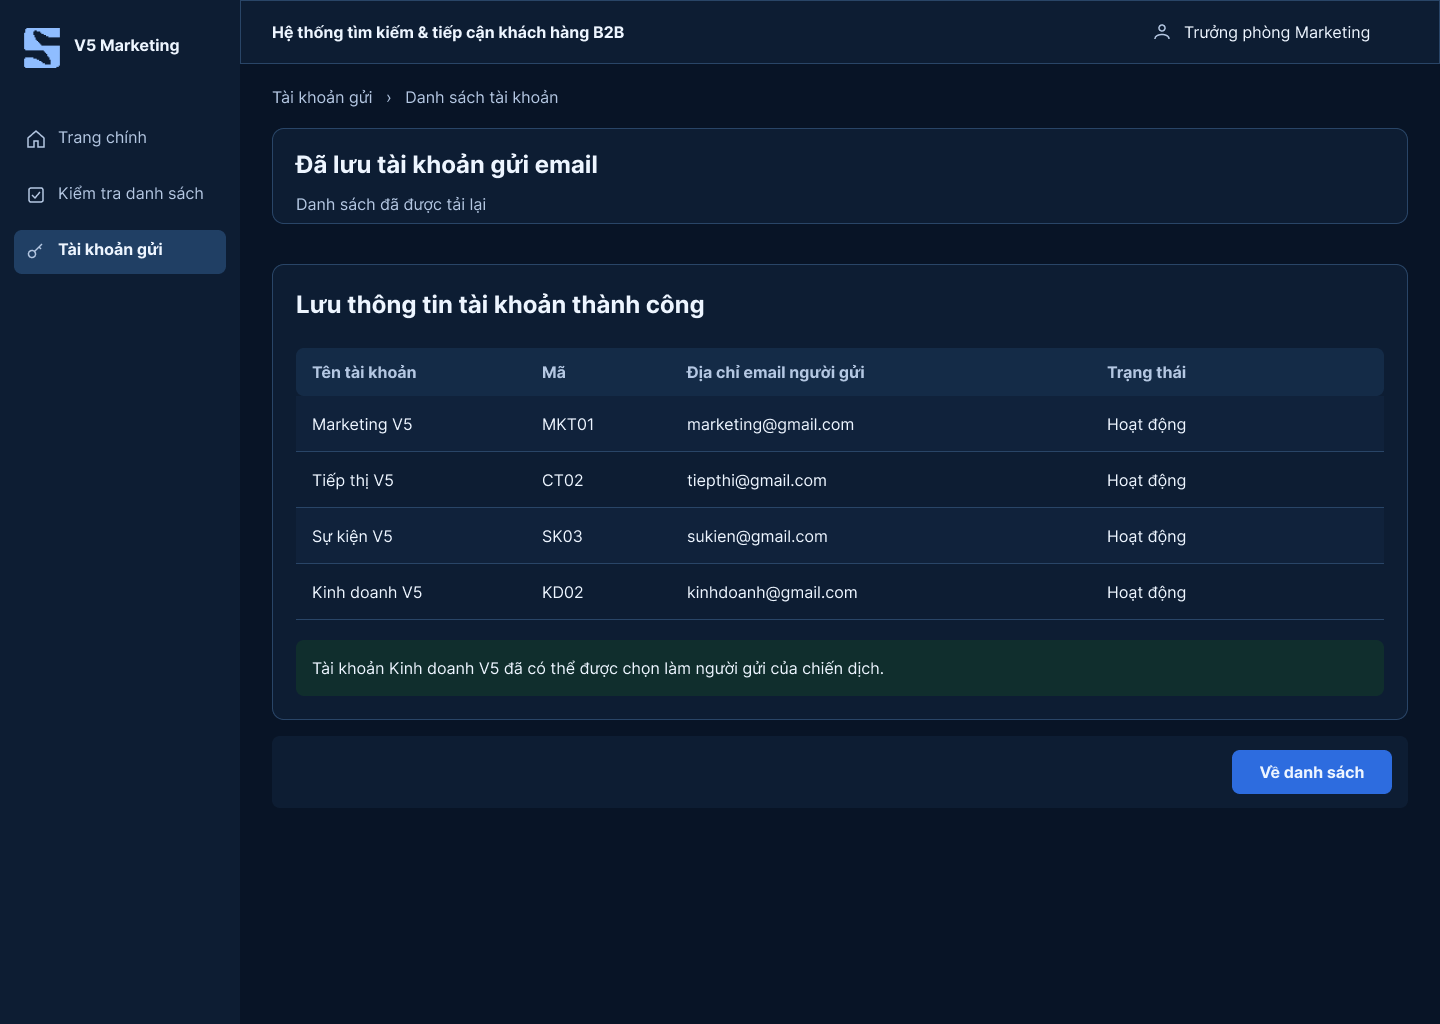 V5 Marketing
Hệ thống tìm kiếm & tiếp cận khách hàng B2B
Trưởng phòng Marketing
Trang chính
Kiểm tra danh sách
Tài khoản gửi
Tài khoản gửi › Danh sách tài khoản
Đã lưu tài khoản gửi email
Danh sách đã được tải lại
Lưu thông tin tài khoản thành công
Tên tài khoản Mã Địa chỉ email người gửi Trạng thái
Marketing V5 MKT01 marketing@gmail.com Hoạt động
Tiếp thị V5 CT02 tiepthi@gmail.com Hoạt động
Sự kiện V5 SK03 sukien@gmail.com Hoạt động
Kinh doanh V5 KD02 kinhdoanh@gmail.com Hoạt động
Tài khoản Kinh doanh V5 đã có thể được chọn làm người gửi của chiến dịch.
Về danh sách